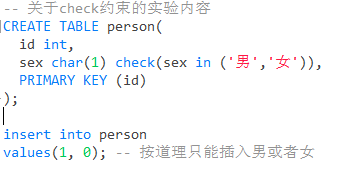 -- 关于check约束的实验内容
CREATE TABLE person(
  id int,
  sex char(1) check(sex in ('男','女')),
  PRIMARY KEY (id)
);
insert into person
values(1, 0); -- 按道理只能插入男或者女